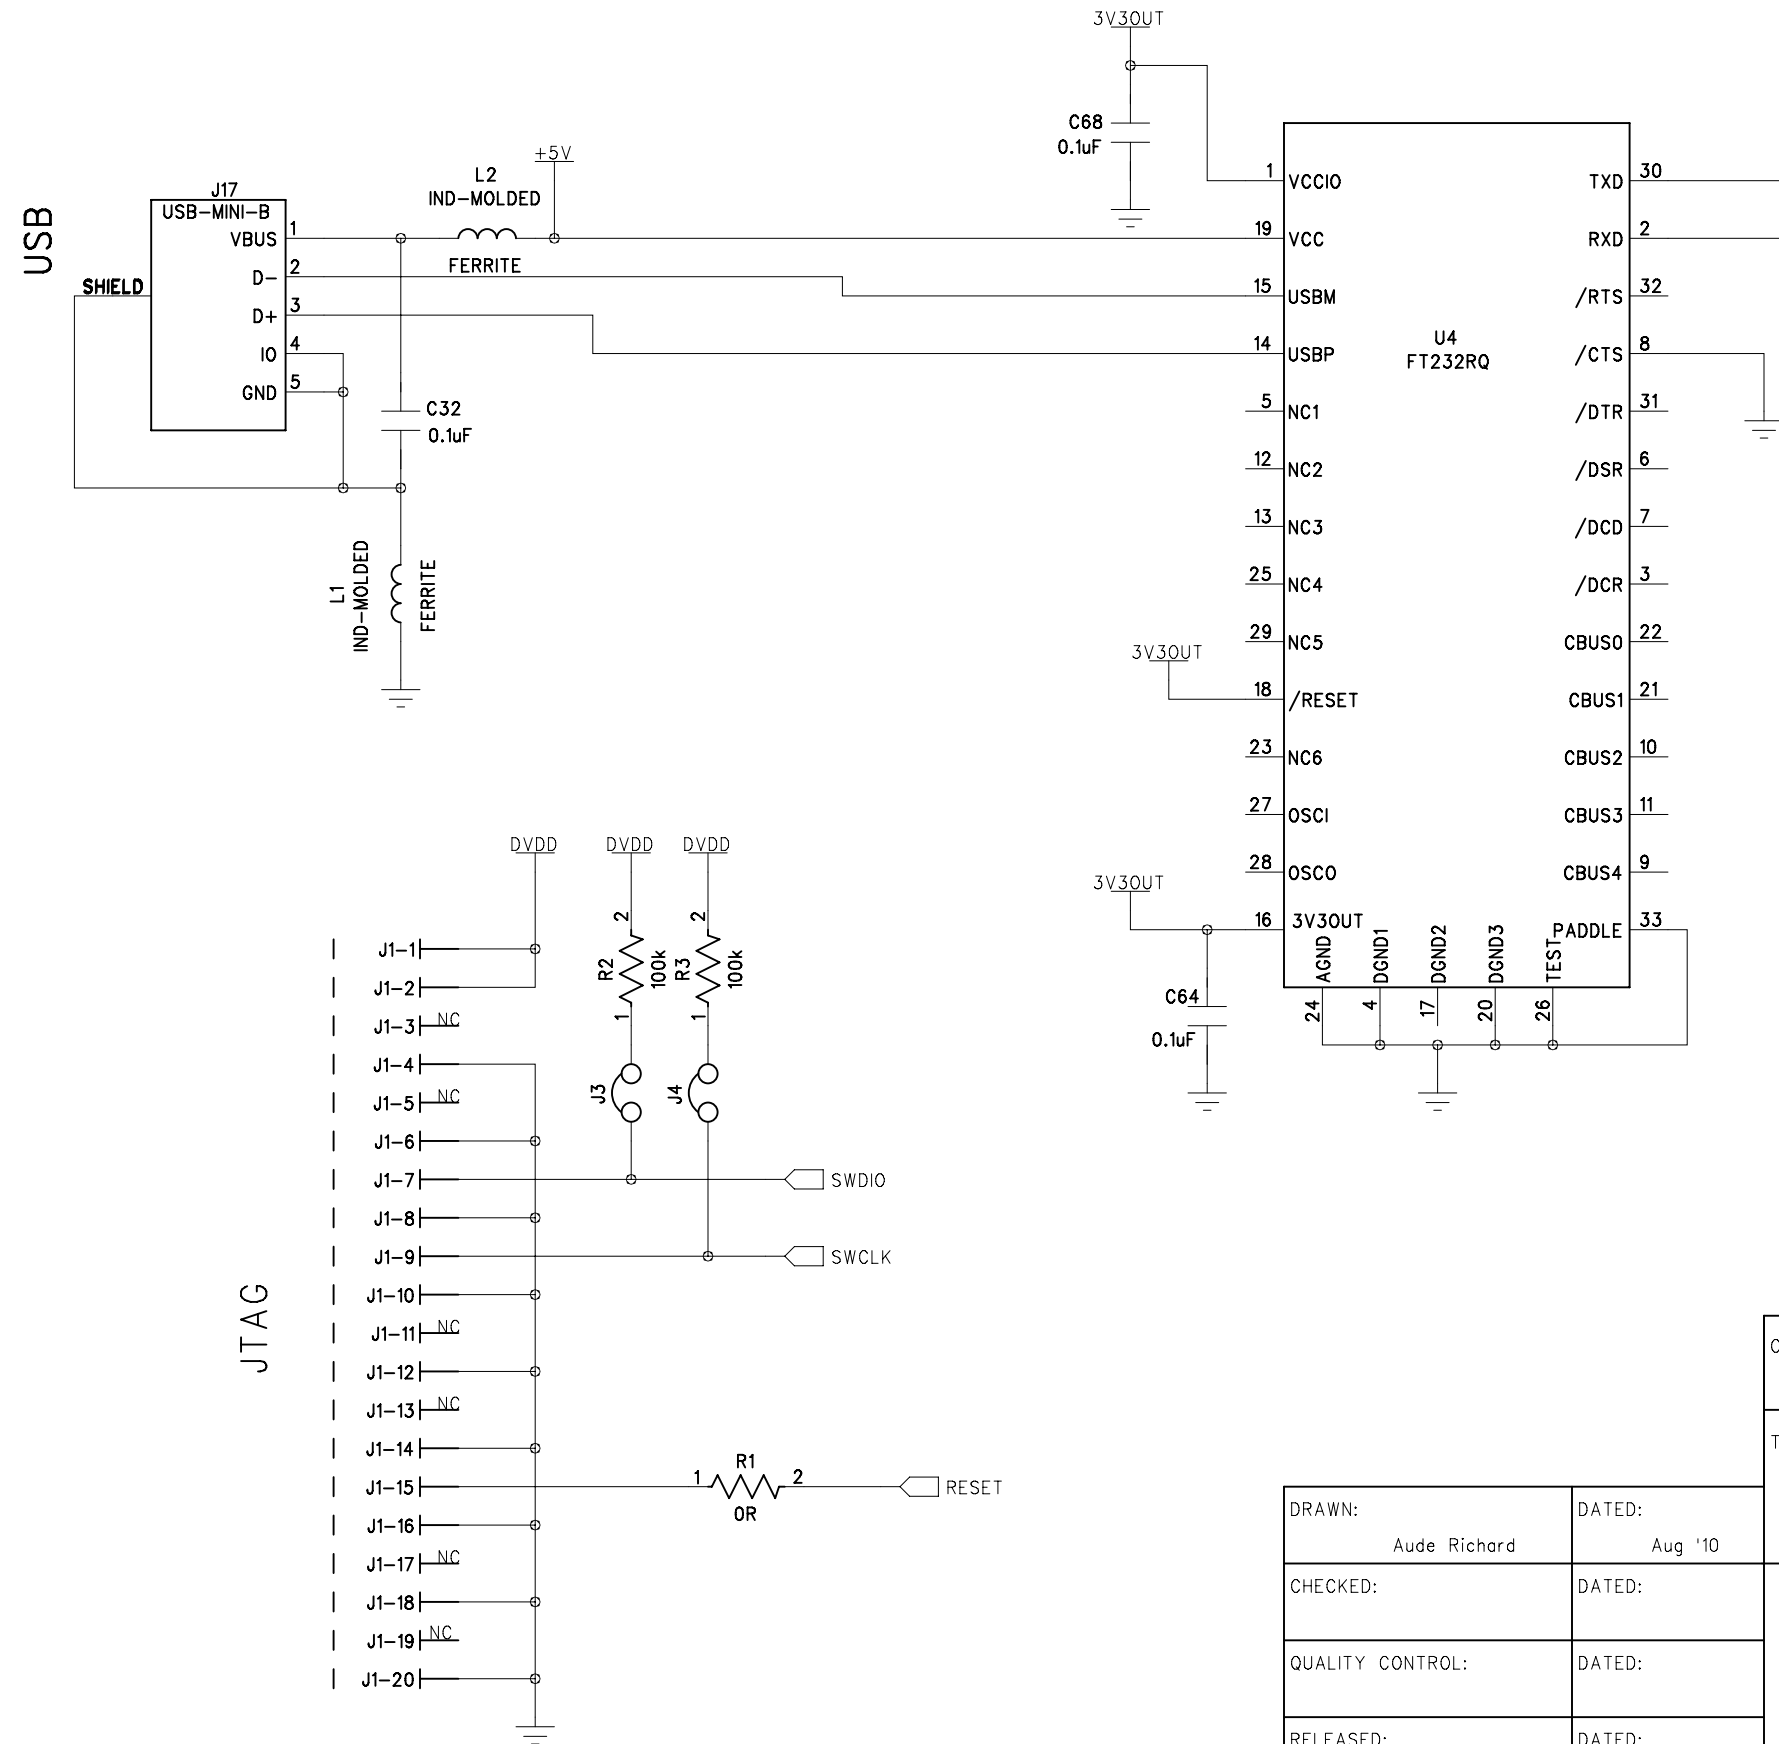 3V3OUT
C68
0.1uF
USB
J17
USB-MINI-B
VBUS 1
D- 2
D+ 3
IO 4
GND 5
SHIELD
L2
IND-MOLDED
FERRITE
+5V
C32
0.1uF
L1
IND-MOLDED
FERRITE
U4
FT232RQ
1 VCCIO
19 VCC
15 USBM
14 USBP
5 NC1
12 NC2
13 NC3
25 NC4
29 NC5
3V3OUT
18 /RESET
23 NC6
27 OSCI
28 OSCO
3V3OUT
16 3V3OUT
TXD 30
RXD 2
/RTS 32
/CTS 8
/DTR 31
/DSR 6
/DCD 7
/DCR 3
CBUS0 22
CBUS1 21
CBUS2 10
CBUS3 11
CBUS4 9
PADDLE 33
AGND 24
DGND1 4
DGND2 17
DGND3 20
TEST 26
C64
0.1uF
JTAG
DVDD
DVDD
DVDD
2
R2
100k
1
2
R3
100k
1
J3
J4
J1-1
J1-2
J1-3 NC
J1-4
J1-5 NC
J1-6
J1-7
SWDIO
J1-8
J1-9
SWCLK
J1-10
J1-11 NC
J1-12
J1-13 NC
J1-14
J1-15
1 R1 2
0R
RESET
J1-16
J1-17 NC
J1-18
J1-19 NC
J1-20
DRAWN:
Aude Richard
DATED:
Aug '10
CHECKED:
DATED:
QUALITY CONTROL:
DATED:
RELEASED:
DATED: